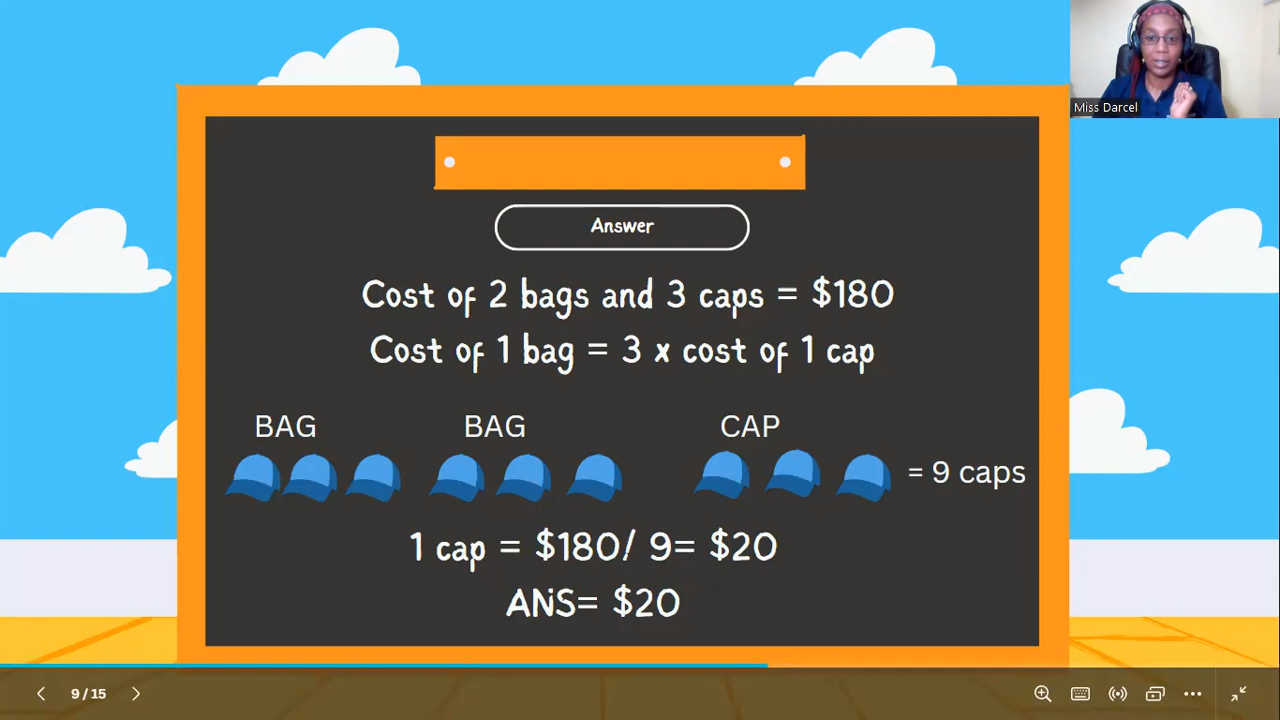 Miss Darcel
Answer
Cost of 2 bags and 3 caps = $180
Cost of 1 bag = 3 x cost of 1 cap
BAG BAG CAP
= 9 caps
1 cap = $180/ 9= $20
ANS= $20
9 / 15